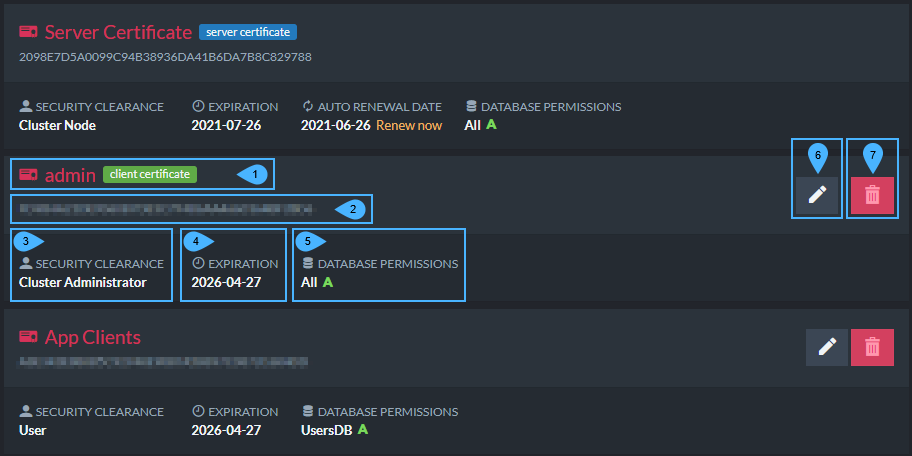 Server Certificate server certificate
2098E7D5A0099C94B38936DA41B6DA7B8C829788
SECURITY CLEARANCE EXPIRATION AUTO RENEWAL DATE DATABASE PERMISSIONS
Cluster Node 2021-07-26 2021-06-26 Renew now All A
admin client certificate 1 6 7
2
3 4 5
SECURITY CLEARANCE EXPIRATION DATABASE PERMISSIONS
Cluster Administrator 2026-04-27 All A
App Clients
SECURITY CLEARANCE EXPIRATION DATABASE PERMISSIONS
User 2026-04-27 UsersDB A